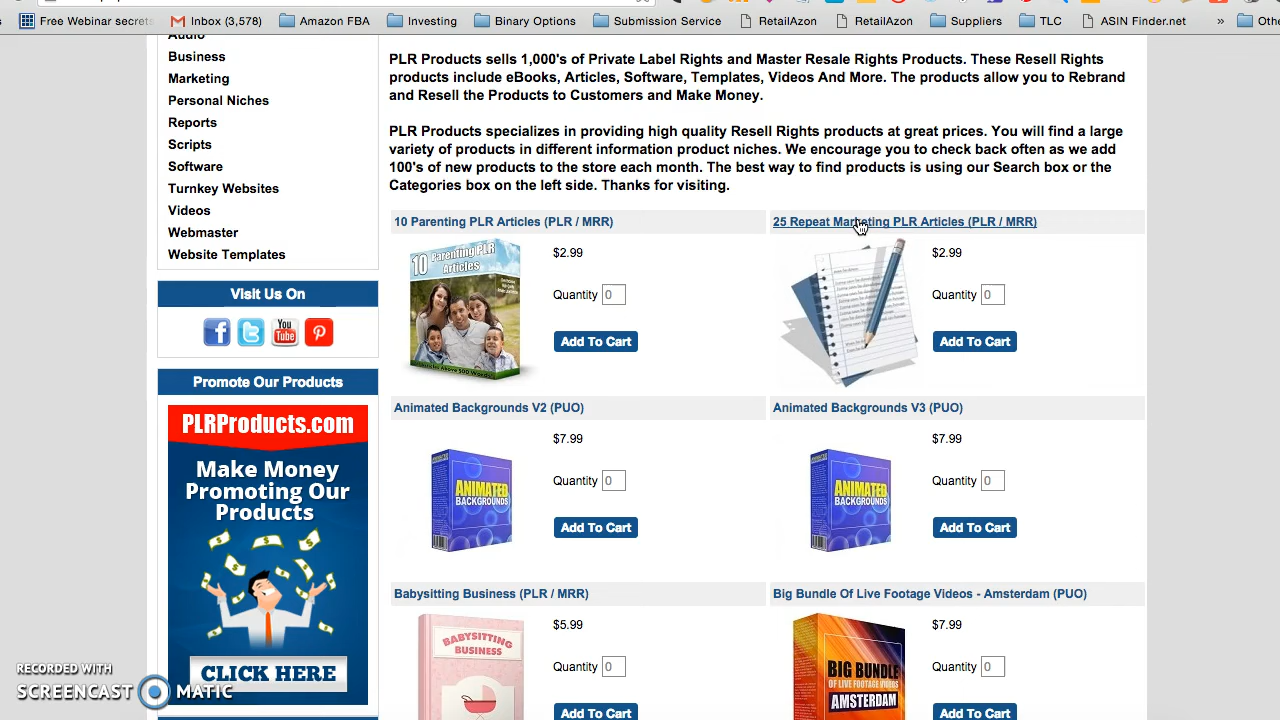 Free Webinar secrets
Inbox (3,578)
Amazon FBA
Investing
Binary Options
Submission Service
RetailAzon
RetailAzon
Suppliers
TLC
ASIN Finder.net
»
Audio
Business
Marketing
Personal Niches
Reports
Scripts
Software
Turnkey Websites
Videos
Webmaster
Website Templates
Visit Us On
You
Tube
Promote Our Products
PLRProducts.com
Make Money
Promoting Our
Products
CLICK HERE
PLR Products sells 1,000's of Private Label Rights and Master Resale Rights Products. These Resell Rights
products include eBooks, Articles, Software, Templates, Videos And More. The products allow you to Rebrand
and Resell the Products to Customers and Make Money.
PLR Products specializes in providing high quality Resell Rights products at great prices. You will find a large
variety of products in different information product niches. We encourage you to check back often as we add
100's of new products to the store each month. The best way to find products is using our Search box or the
Categories box on the left side. Thanks for visiting.
10 Parenting PLR Articles (PLR / MRR)
10 Parenting PLR
Articles
$2.99
Quantity 0
Add To Cart
25 Repeat Marketing PLR Articles (PLR / MRR)
$2.99
Quantity 0
Add To Cart
Animated Backgrounds V2 (PUO)
ANIMATED
BACKGROUNDS
$7.99
Quantity 0
Add To Cart
Animated Backgrounds V3 (PUO)
ANIMATED
BACKGROUNDS
$7.99
Quantity 0
Add To Cart
Babysitting Business (PLR / MRR)
BABYSITTING
BUSINESS
$5.99
Quantity 0
Add To Cart
Big Bundle Of Live Footage Videos - Amsterdam (PUO)
BIG BUNDLE
OF LIVE FOOTAGE VIDEOS
AMSTERDAM
$7.99
Quantity 0
Add To Cart
RECORDED WITH
SCREENCAST MATIC